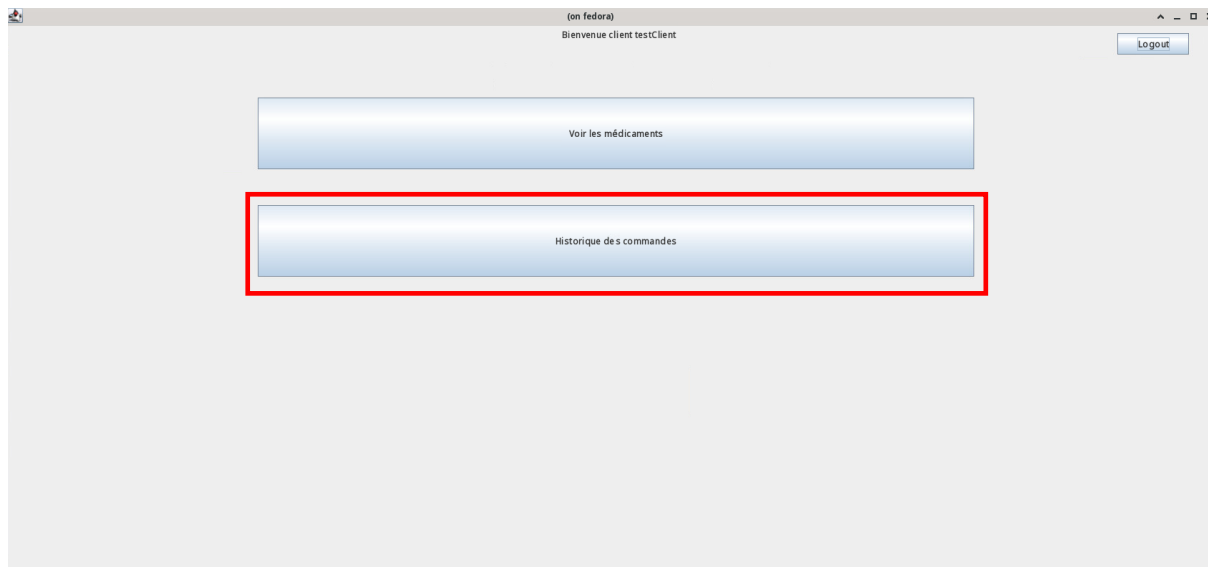 (on fedora)
Bienvenue client testClient
Logout
Voir les médicaments
Historique des commandes